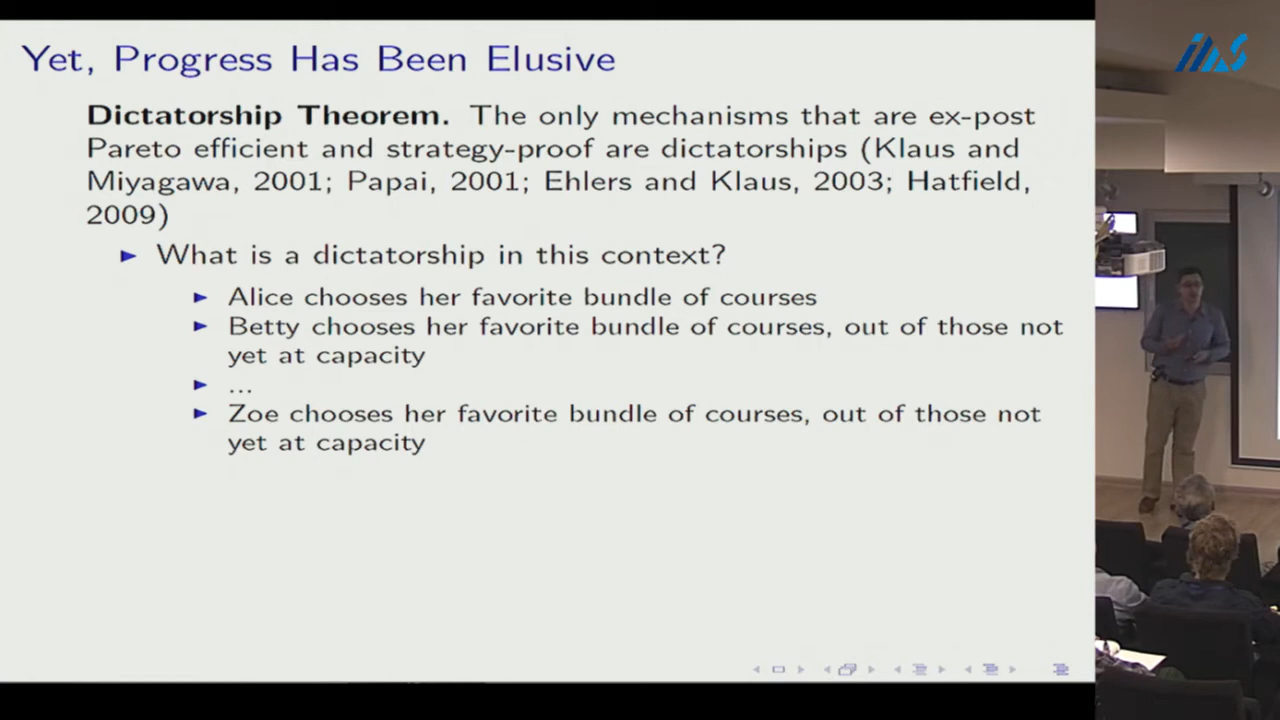 Yet, Progress Has Been Elusive
Dictatorship Theorem. The only mechanisms that are ex-post
Pareto efficient and strategy-proof are dictatorships (Klaus and
Miyagawa, 2001; Papai, 2001; Ehlers and Klaus, 2003; Hatfield,
2009)
► What is a dictatorship in this context?
► Alice chooses her favorite bundle of courses
► Betty chooses her favorite bundle of courses, out of those not
yet at capacity
► ...
► Zoe chooses her favorite bundle of courses, out of those not
yet at capacity
IIAS